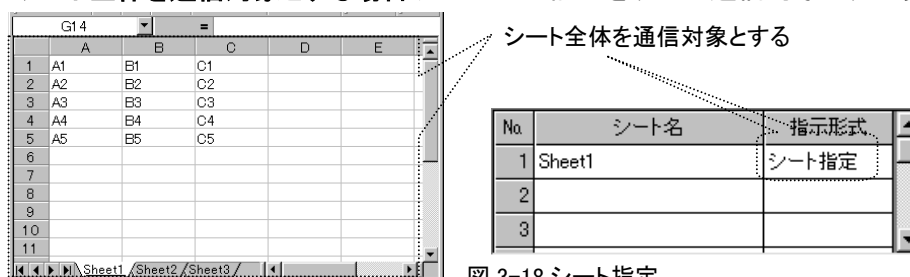 G14 =
シート全体を通信対象とする
A B C D E
1 A1 B1 C1
2 A2 B2 C2
3 A3 B3 C3
4 A4 B4 C4
5 A5 B5 C5
6
7
8
9
10
11
Sheet1 Sheet2 Sheet3
No. シート名 指示形式
1 Sheet1 シート指定
2
3